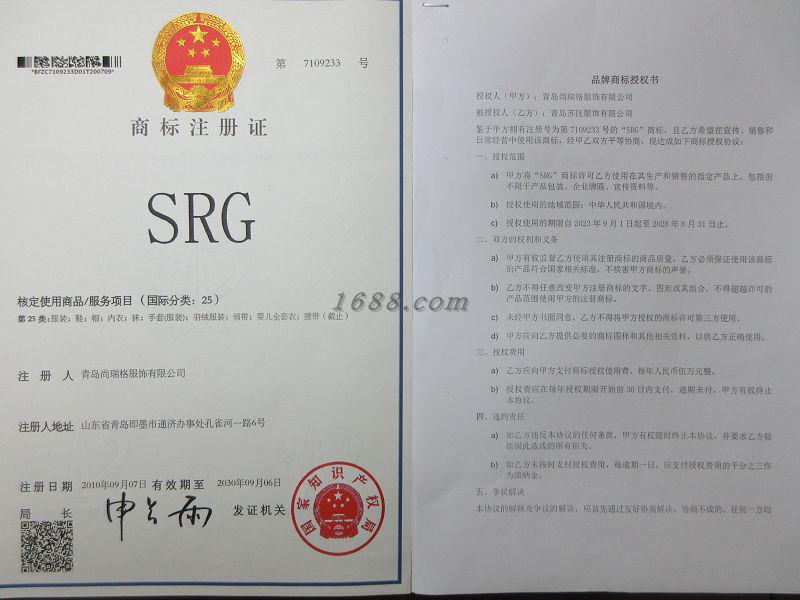 *BFZC7109233D01T200709*
第 7109233 号
商标注册证
SRG
核定使用商品/服务项目（国际分类：25）
第25类：服装；鞋；帽；内衣；袜；手套(服装)；羽绒服装；领带；婴儿全套衣；腰带（截止）
注 册 人 青岛尚瑞格服饰有限公司
注册人地址 山东省青岛即墨市通济办事处孔雀河一路6号
注册日期 2010年09月07日 有效期至 2030年09月06日
局 长 申长雨 发证机关
国家知识产权局
1688.com
品牌商标授权书
授权人（甲方）：青岛尚瑞格服饰有限公司
被授权人（乙方）：青岛苏抚服饰有限公司
鉴于甲方拥有注册号为第7109233号的“SRG”商标，且乙方希望在宣传、销售和
日常经营中使用该商标，经甲乙双方平等协商，现达成如下商标授权协议：
一、授权范围
a) 甲方将“SRG”商标许可乙方使用在其生产和销售的指定产品上，包括但
不限于产品包装、企业牌匾、宣传资料等。
b) 授权使用的地域范围：中华人民共和国境内。
c) 授权使用的期限自2023年9月1日起至2028年8月31日止。
二、双方的权利和义务
a) 甲方有权监督乙方使用其注册商标的商品质量，乙方必须保证使用该商标
的产品符合国家相关标准，不损害甲方商标的声誉。
b) 乙方不得任意改变甲方注册商标的文字、图形或其组合，不得超越许可的
产品范围使用甲方的注册商标。
c) 未经甲方书面同意，乙方不得将甲方授权的商标许可第三方使用。
d) 甲方应向乙方提供必要的商标图样和其他相关资料，以供乙方正确使用。
三、授权费用
a) 乙方应向甲方支付商标授权使用费，每年人民币伍万元整。
b) 授权费应在每年授权期限开始前30日内支付，逾期未付，甲方有权终止
本协议。
四、违约责任
a) 如乙方违反本协议的任何条款，甲方有权随时终止本协议，并要求乙方赔
偿因此造成的所有损失。
b) 如乙方未按时支付授权费用，每逾期一日，应支付授权费用的千分之三作
为滞纳金。
五、争议解决
本协议的解释及争议的解决，应首先通过友好协商解决；协商不成的，任何一方均